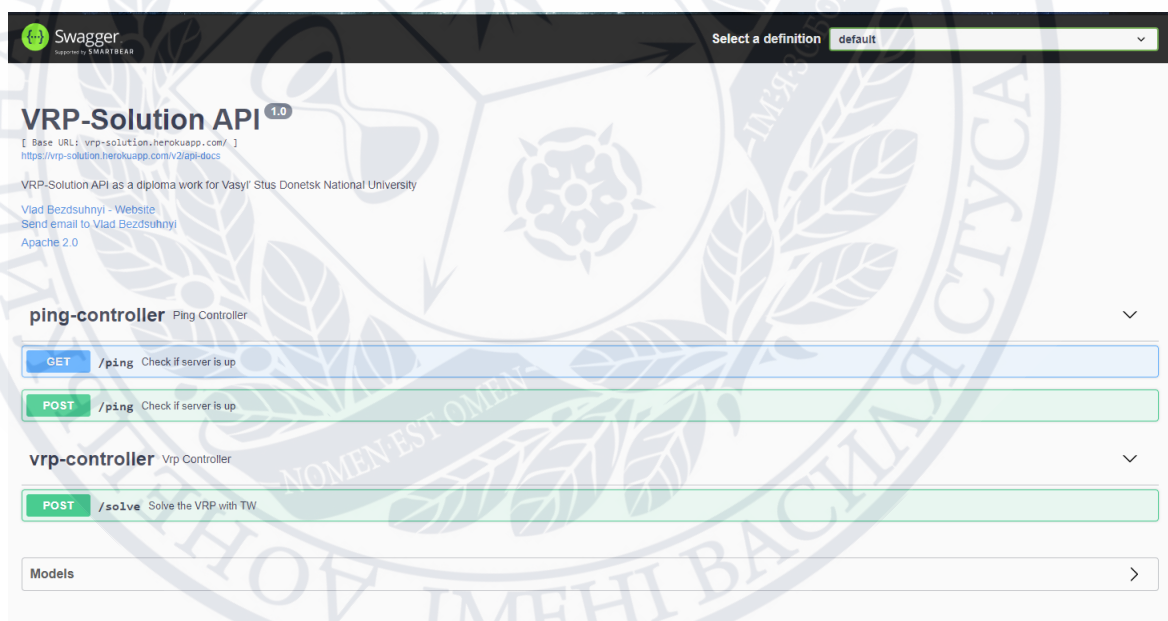 Swagger
Supported by SMARTBEAR
Select a definition default
VRP-Solution API 1.0
[ Base URL: vrp-solution.herokuapp.com/ ]
https://vrp-solution.herokuapp.com/v2/api-docs
VRP-Solution API as a diploma work for Vasyl' Stus Donetsk National University
Vlad Bezdsuhnyi - Website
Send email to Vlad Bezdsuhnyi
Apache 2.0
ping-controller Ping Controller
GET /ping Check if server is up
POST /ping Check if server is up
vrp-controller Vrp Controller
POST /solve Solve the VRP with TW
Models
NOMEN·EST OMEN
ІМЕНІ ВАСИЛЯ СТУСА